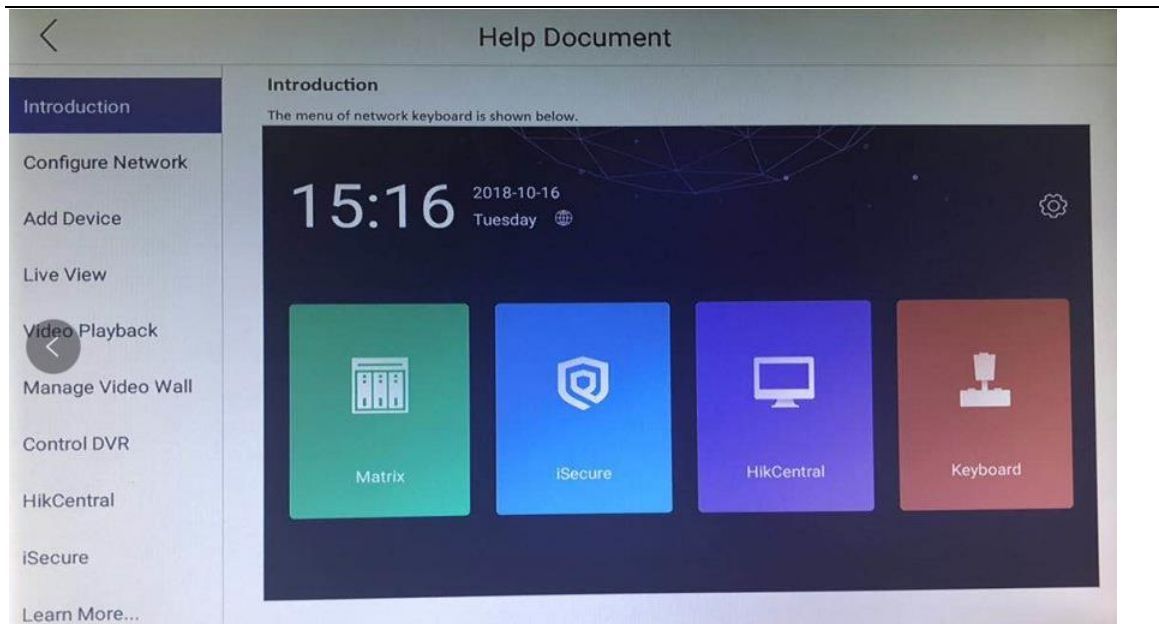 Help Document
Introduction
Configure Network
Add Device
Live View
Video Playback
Manage Video Wall
Control DVR
HikCentral
iSecure
Learn More...
Introduction
The menu of network keyboard is shown below.
15:16
2018-10-16
Tuesday
Matrix
iSecure
HikCentral
Keyboard